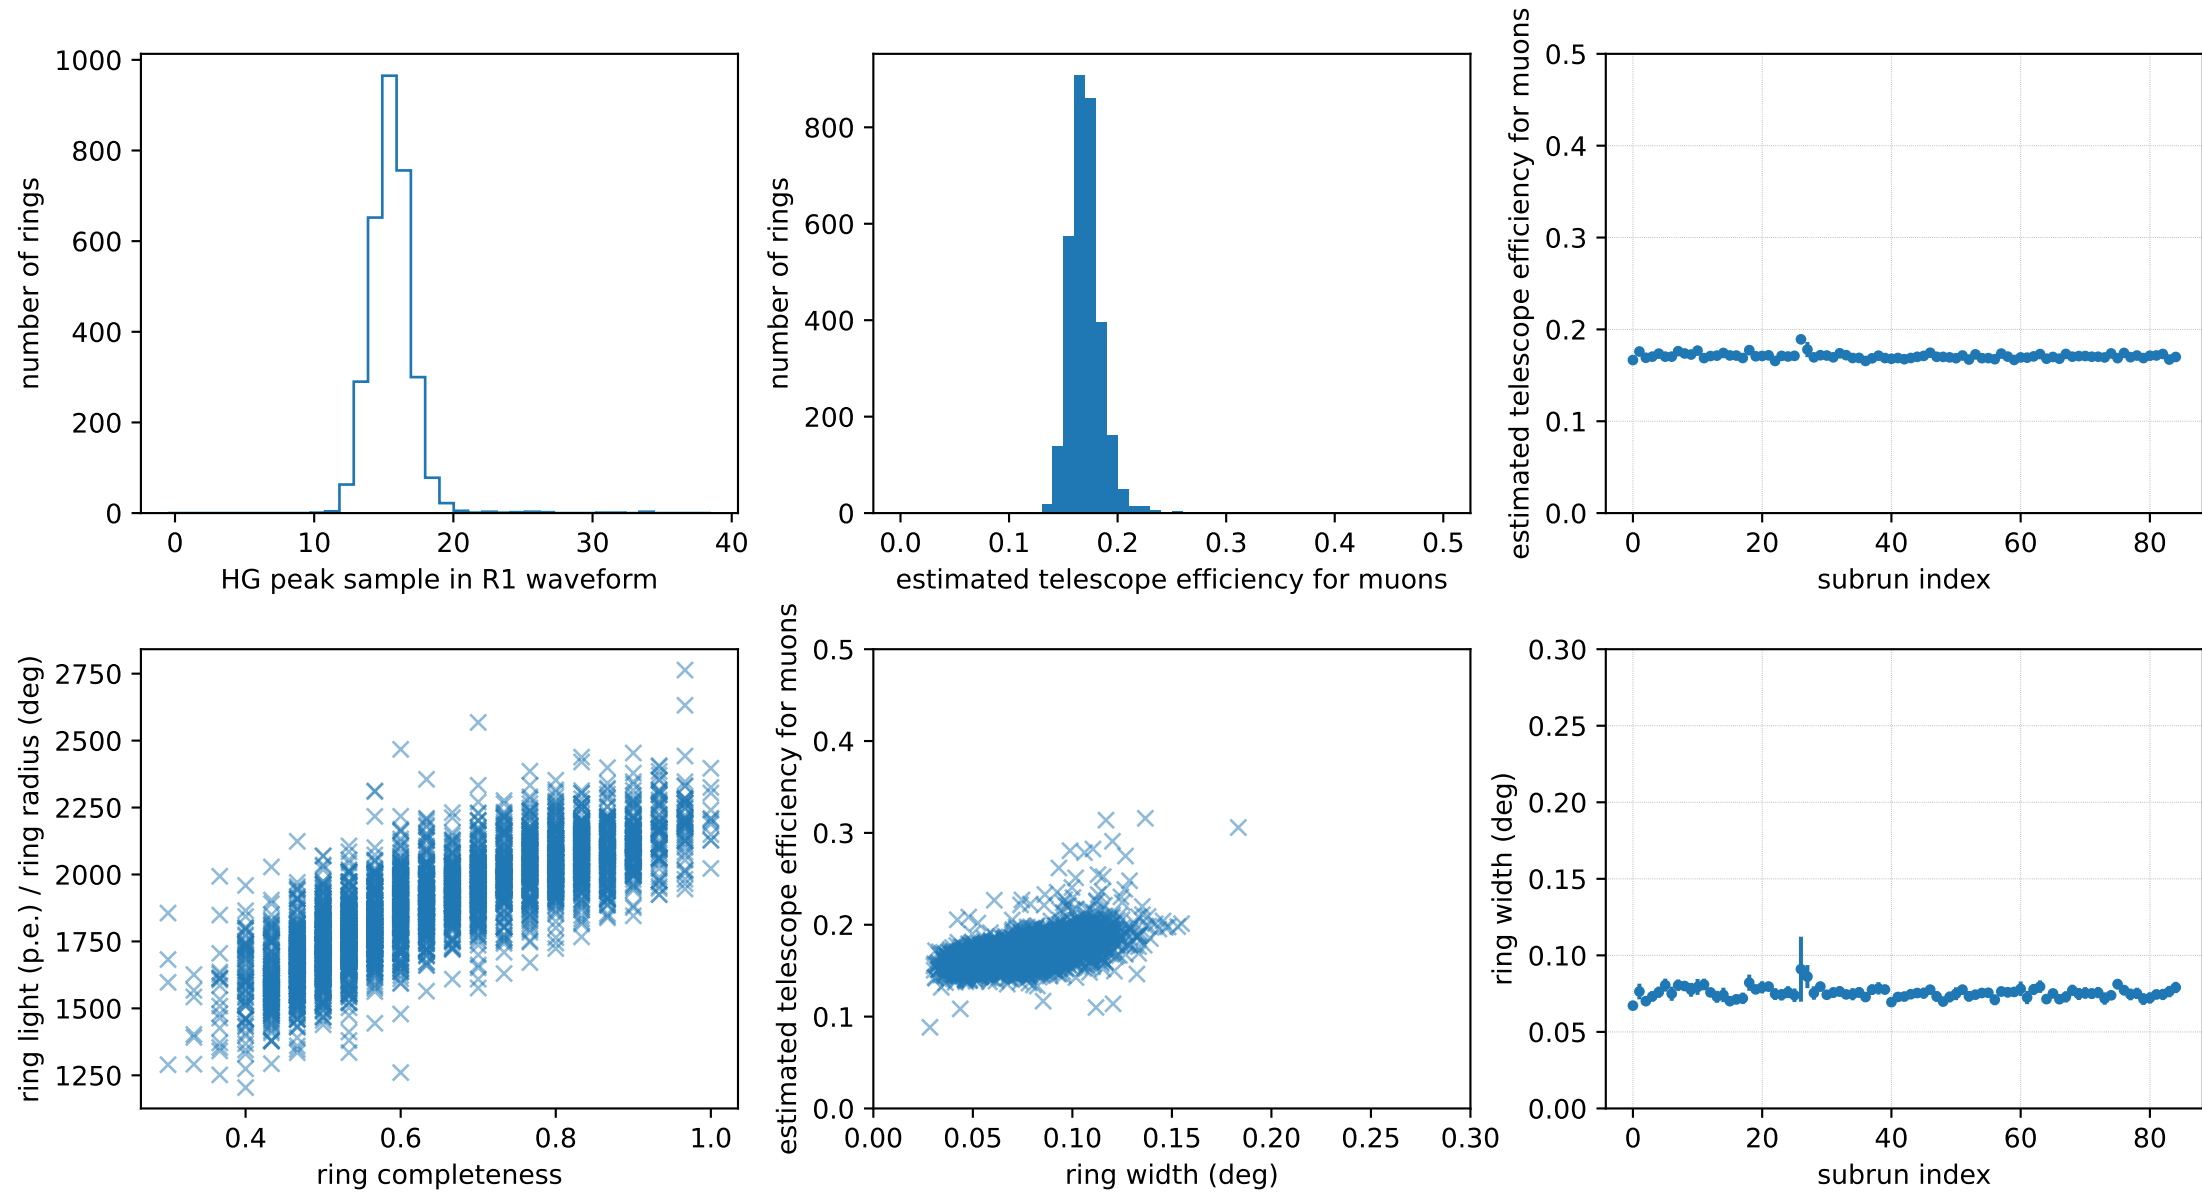 1000
800
600
400
200
0
number of rings
0 10 20 30 40
HG peak sample in R1 waveform
800
600
400
200
0
number of rings
0.0 0.1 0.2 0.3 0.4 0.5
estimated telescope efficiency for muons
0.5
0.4
0.3
0.2
0.1
0.0
estimated telescope efficiency for muons
0 20 40 60 80
subrun index
2750
2500
2250
2000
1750
1500
1250
ring light (p.e.) / ring radius (deg)
0.4 0.6 0.8 1.0
ring completeness
0.5
0.4
0.3
0.2
0.1
0.0
estimated telescope efficiency for muons
0.00 0.05 0.10 0.15 0.20 0.25 0.30
ring width (deg)
0.30
0.25
0.20
0.15
0.10
0.05
0.00
ring width (deg)
0 20 40 60 80
subrun index